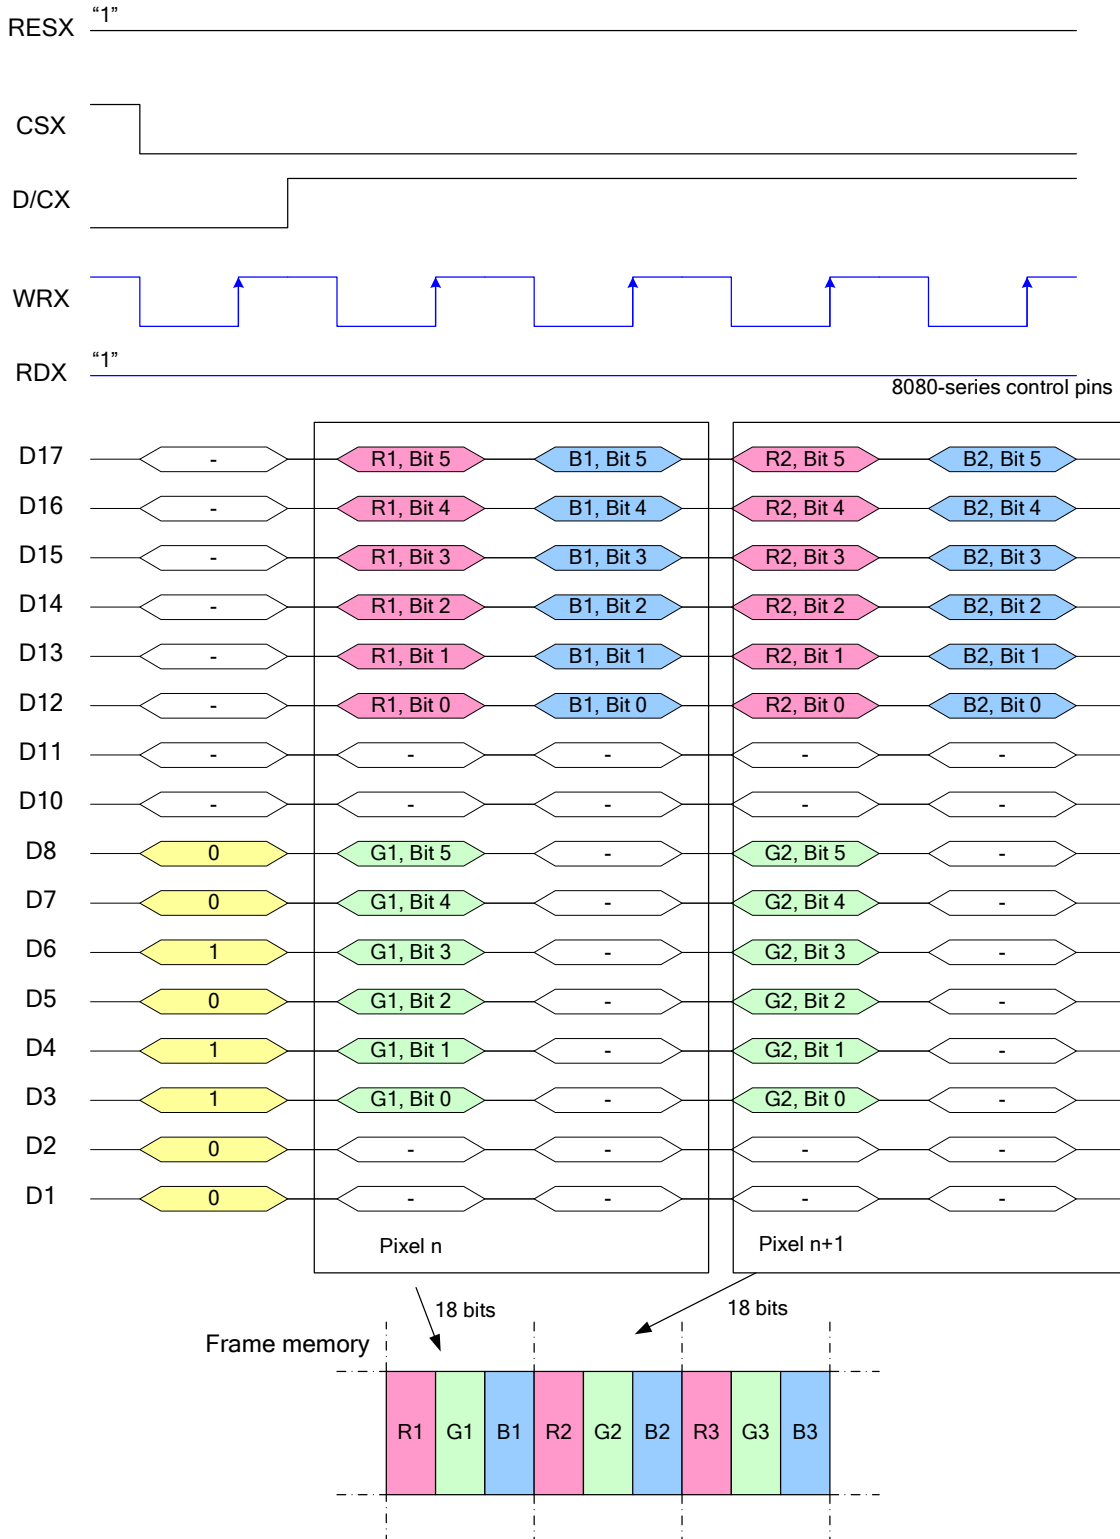 RESX “1”
CSX
D/CX
WRX
RDX “1”
8080-series control pins
D17 - R1, Bit 5 B1, Bit 5 R2, Bit 5 B2, Bit 5
D16 - R1, Bit 4 B1, Bit 4 R2, Bit 4 B2, Bit 4
D15 - R1, Bit 3 B1, Bit 3 R2, Bit 3 B2, Bit 3
D14 - R1, Bit 2 B1, Bit 2 R2, Bit 2 B2, Bit 2
D13 - R1, Bit 1 B1, Bit 1 R2, Bit 1 B2, Bit 1
D12 - R1, Bit 0 B1, Bit 0 R2, Bit 0 B2, Bit 0
D11 - - - - -
D10 - - - - -
D8 0 G1, Bit 5 - G2, Bit 5 -
D7 0 G1, Bit 4 - G2, Bit 4 -
D6 1 G1, Bit 3 - G2, Bit 3 -
D5 0 G1, Bit 2 - G2, Bit 2 -
D4 1 G1, Bit 1 - G2, Bit 1 -
D3 1 G1, Bit 0 - G2, Bit 0 -
D2 0 - - - -
D1 0 - - - -
Pixel n Pixel n+1
18 bits 18 bits
Frame memory
R1 G1 B1 R2 G2 B2 R3 G3 B3